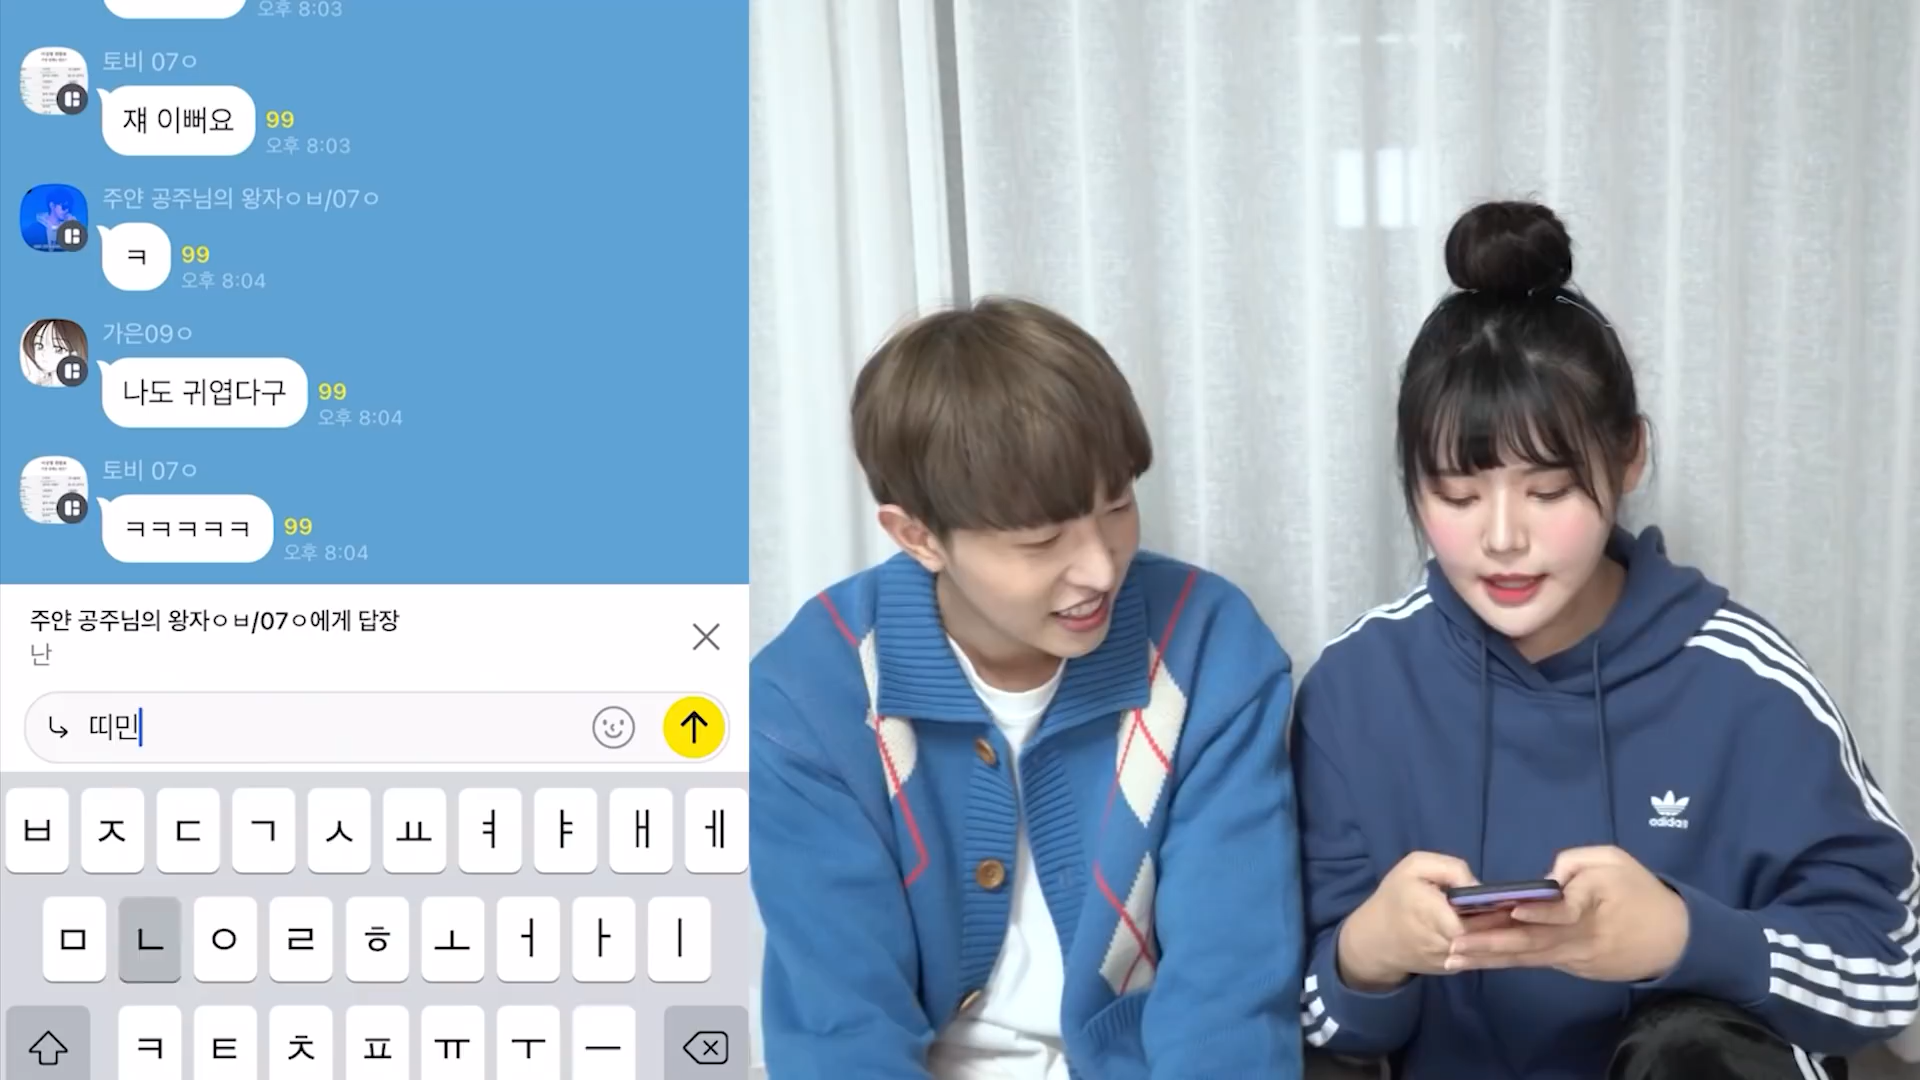 오후 8:03
토비 07ㅇ
쟤 이뻐요
99
오후 8:03
주얀 공주님의 왕자ㅇㅂ/07ㅇ
ㅋ
99
오후 8:04
가은09ㅇ
나도 귀엽다구
99
오후 8:04
토비 07ㅇ
ㅋㅋㅋㅋㅋ
99
오후 8:04
주얀 공주님의 왕자ㅇㅂ/07ㅇ에게 답장
난
띠민
ㅂ ㅈ ㄷ ㄱ ㅅ ㅛ ㅕ ㅑ ㅐ ㅔ
ㅁ ㄴ ㅇ ㄹ ㅎ ㅗ ㅓ ㅏ ㅣ
ㅋ ㅌ ㅊ ㅍ ㅠ ㅜ ㅡ
adidas